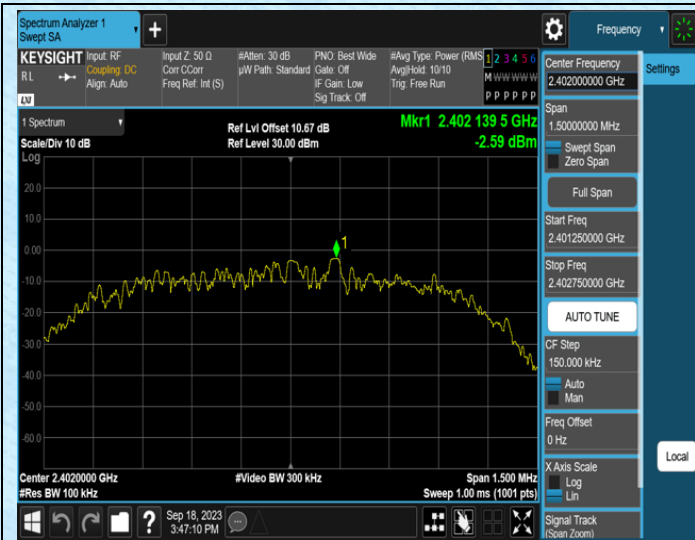 Spectrum Analyzer 1
Swept SA
+
Frequency
KEYSIGHT
RL
LXI
Input: RF
Coupling: DC
Align: Auto
Input Z: 50 Ω
Corr CCorr
Freq Ref: Int (S)
#Atten: 30 dB
µW Path: Standard
PNO: Best Wide
Gate: Off
IF Gain: Low
Sig Track: Off
#Avg Type: Power (RMS
Avg|Hold: 10/10
Trig: Free Run
1 2 3 4 5 6
M W W W W W
P P P P P P
1 Spectrum
Scale/Div 10 dB
Log
Ref Lvl Offset 10.67 dB
Ref Level 30.00 dBm
Mkr1 2.402 139 5 GHz
-2.59 dBm
20.0
10.0
0.00
-10.0
-20.0
-30.0
-40.0
-50.0
-60.0
1
Center 2.4020000 GHz
#Res BW 100 kHz
#Video BW 300 kHz
Span 1.500 MHz
Sweep 1.00 ms (1001 pts)
?
Sep 18, 2023
3:47:10 PM
Center Frequency
2.402000000 GHz
Span
1.50000000 MHz
Swept Span
Zero Span
Full Span
Start Freq
2.401250000 GHz
Stop Freq
2.402750000 GHz
AUTO TUNE
CF Step
150.000 kHz
Auto
Man
Freq Offset
0 Hz
X Axis Scale
Log
Lin
Signal Track
(Span Zoom)
Settings
Local